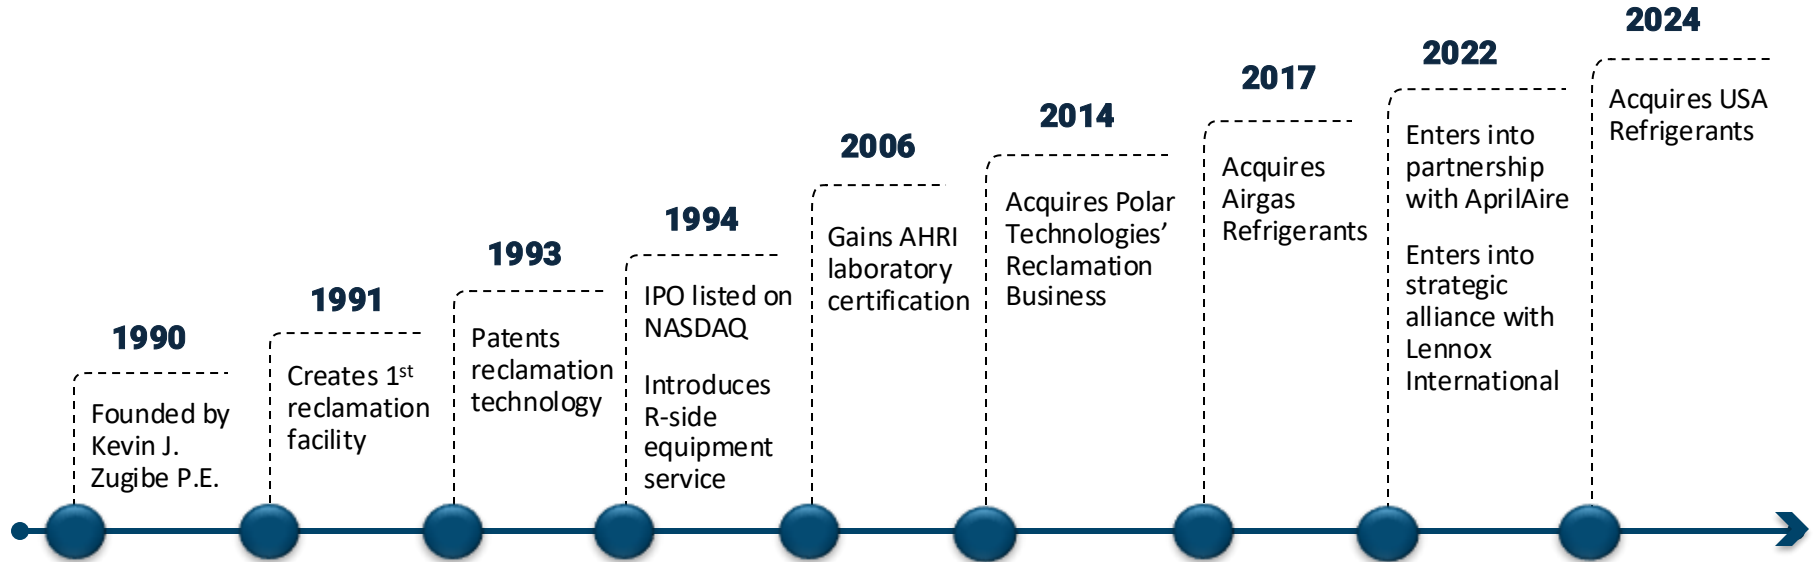 1990
Founded by
Kevin J.
Zugibe P.E.
1991
Creates 1st
reclamation
facility
1993
Patents
reclamation
technology
1994
IPO listed on
NASDAQ
Introduces
R-side
equipment
service
2006
Gains AHRI
laboratory
certification
2014
Acquires Polar
Technologies’
Reclamation
Business
2017
Acquires
Airgas
Refrigerants
2022
Enters into
partnership
with AprilAire
Enters into
strategic
alliance with
Lennox
International
2024
Acquires USA
Refrigerants